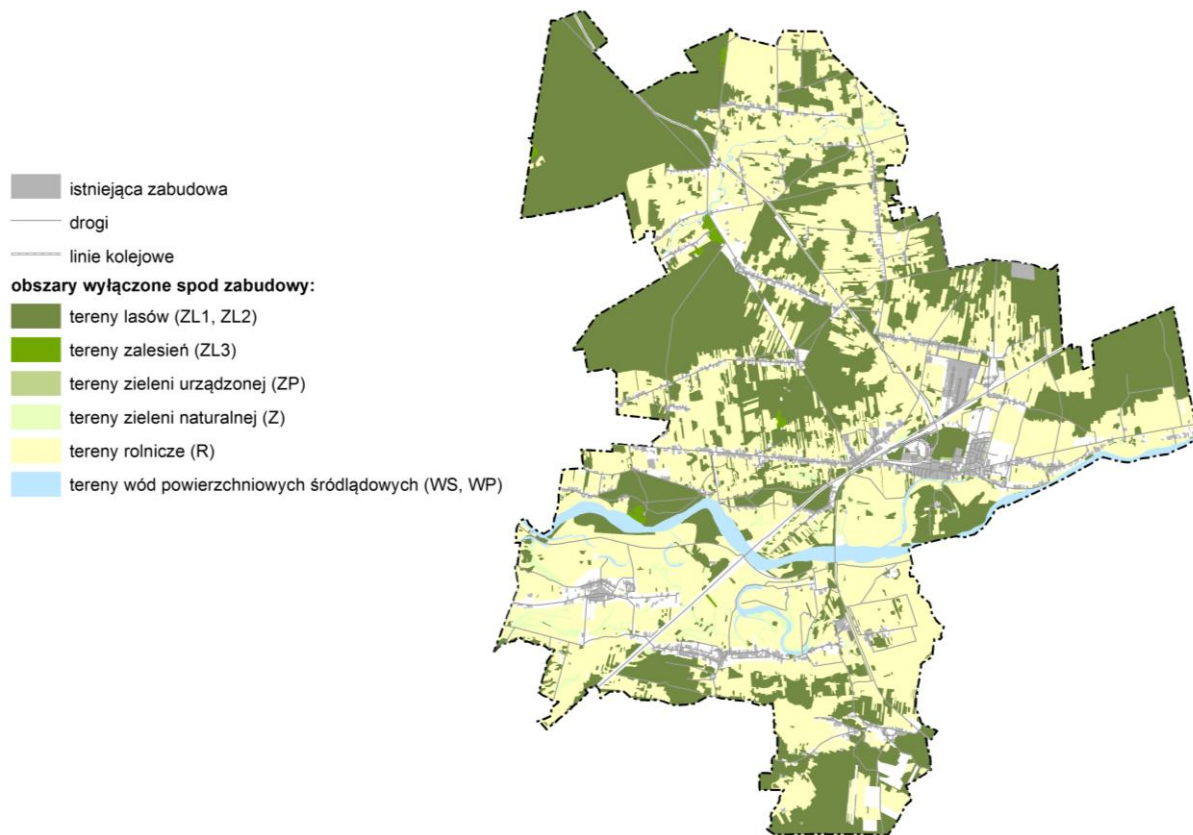 istniejąca zabudowa
drogi
linie kolejowe
obszary wyłączone spod zabudowy:
tereny lasów (ZL1, ZL2)
tereny zalesień (ZL3)
tereny zieleni urządzonej (ZP)
tereny zieleni naturalnej (Z)
tereny rolnicze (R)
tereny wód powierzchniowych śródlądowych (WS, WP)